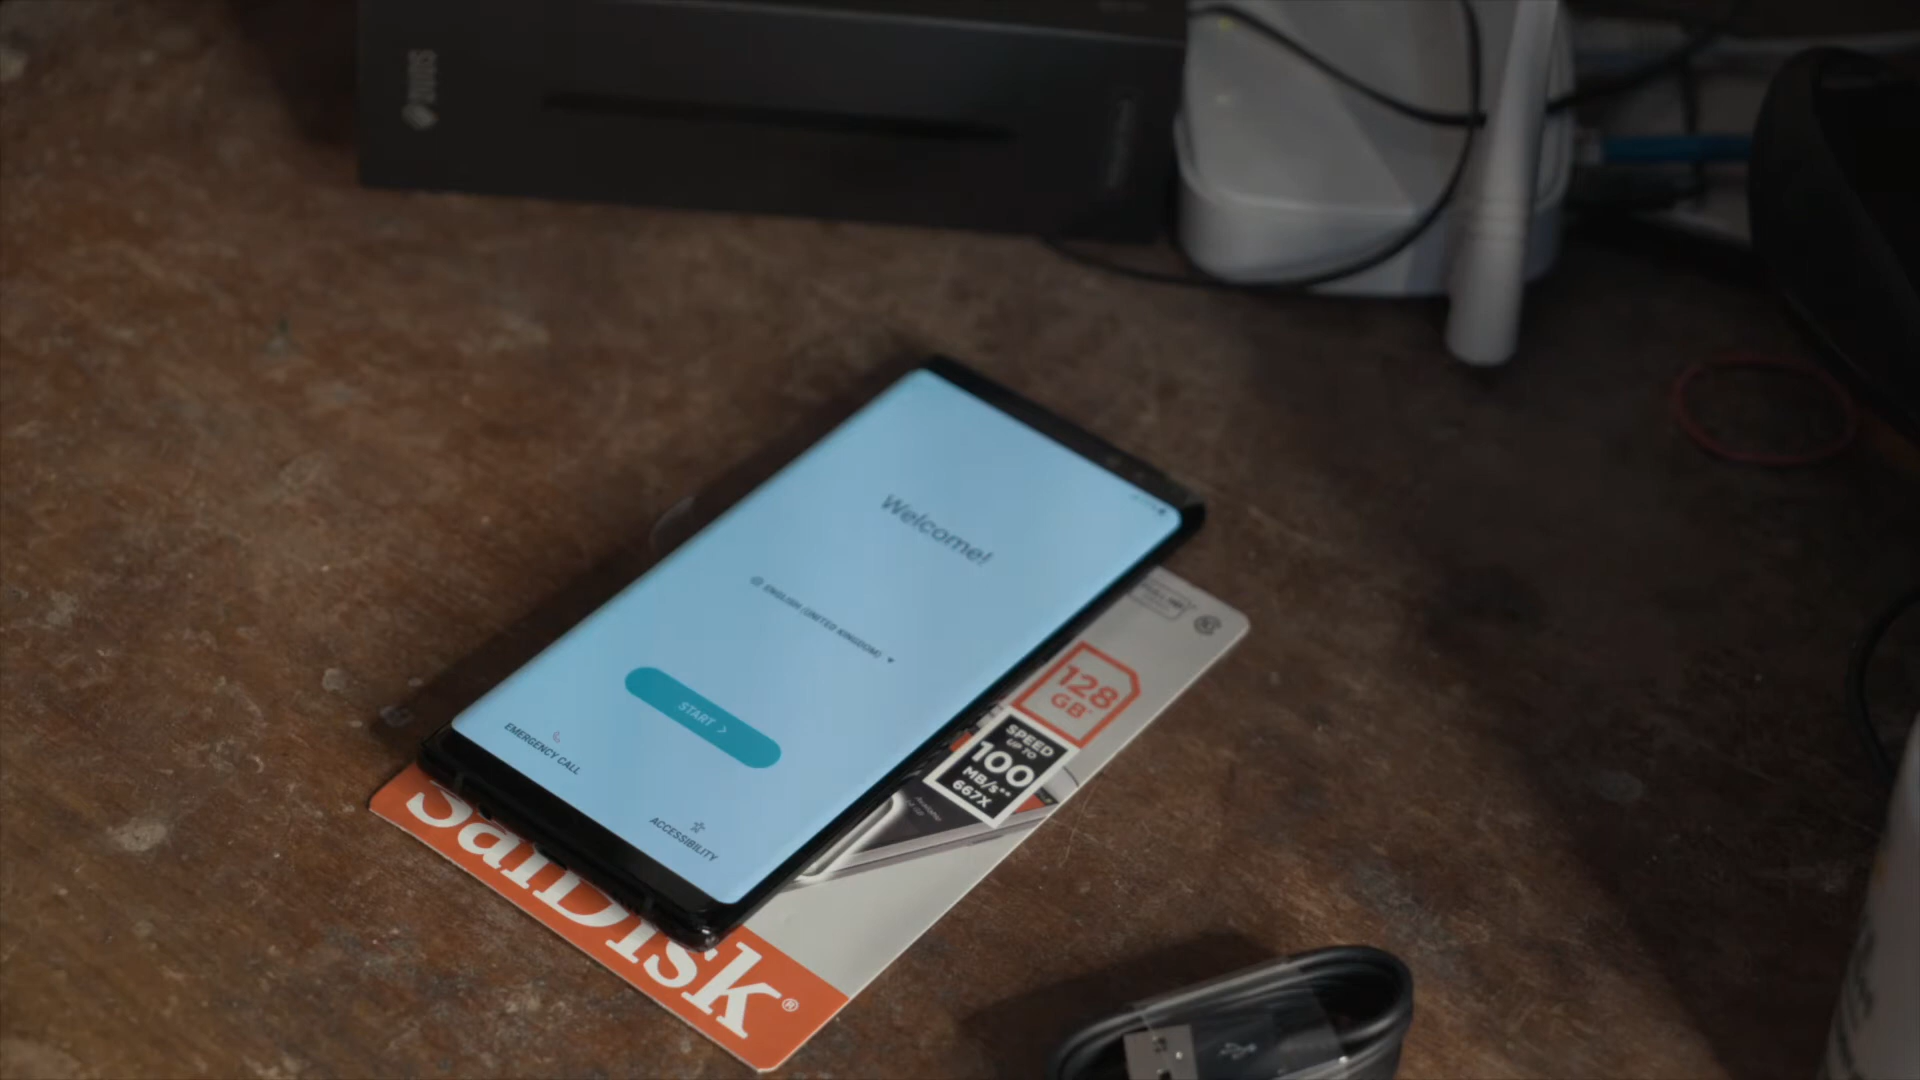 Welcome!
ENGLISH (UNITED KINGDOM)
START >
EMERGENCY CALL
ACCESSIBILITY
128
GB
SPEED
UP TO
100
MB/s**
667X
SanDisk®